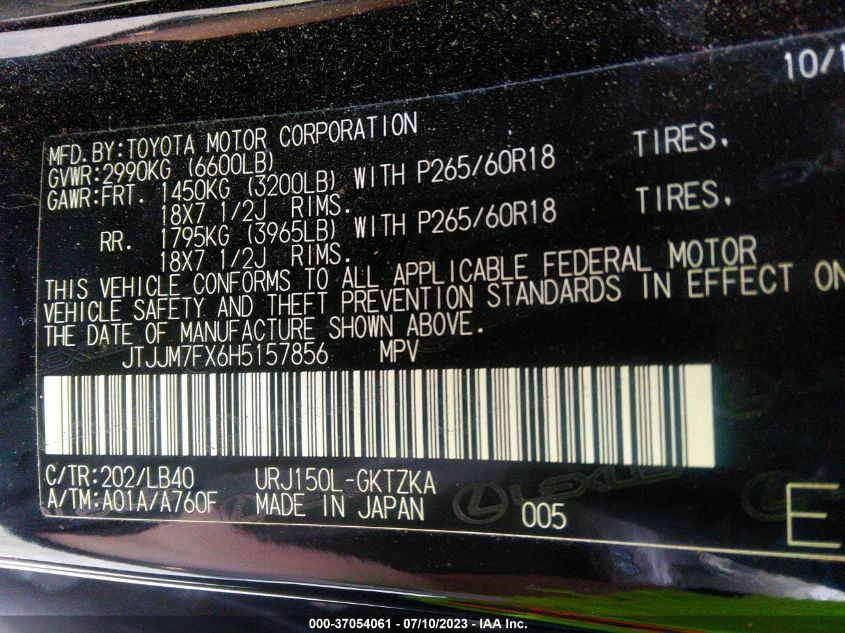 10/1
MFD.BY:TOYOTA MOTOR CORPORATION
GVWR:2990KG (6600LB)
GAWR:FRT. 1450KG (3200LB) WITH P265/60R18 TIRES.
18X7 1/2J RIMS.
RR. 1795KG (3965LB) WITH P265/60R18 TIRES.
18X7 1/2J RIMS.
THIS VEHICLE CONFORMS TO ALL APPLICABLE FEDERAL MOTOR
VEHICLE SAFETY AND THEFT PREVENTION STANDARDS IN EFFECT ON
THE DATE OF MANUFACTURE SHOWN ABOVE.
JTJJM7FX6H5157856 MPV
C/TR:202/LB40 URJ150L-GKTZKA
A/TM:A01A/A760F MADE IN JAPAN 005
LEXUS
E
000-37054061 - 07/10/2023 - IAA Inc.